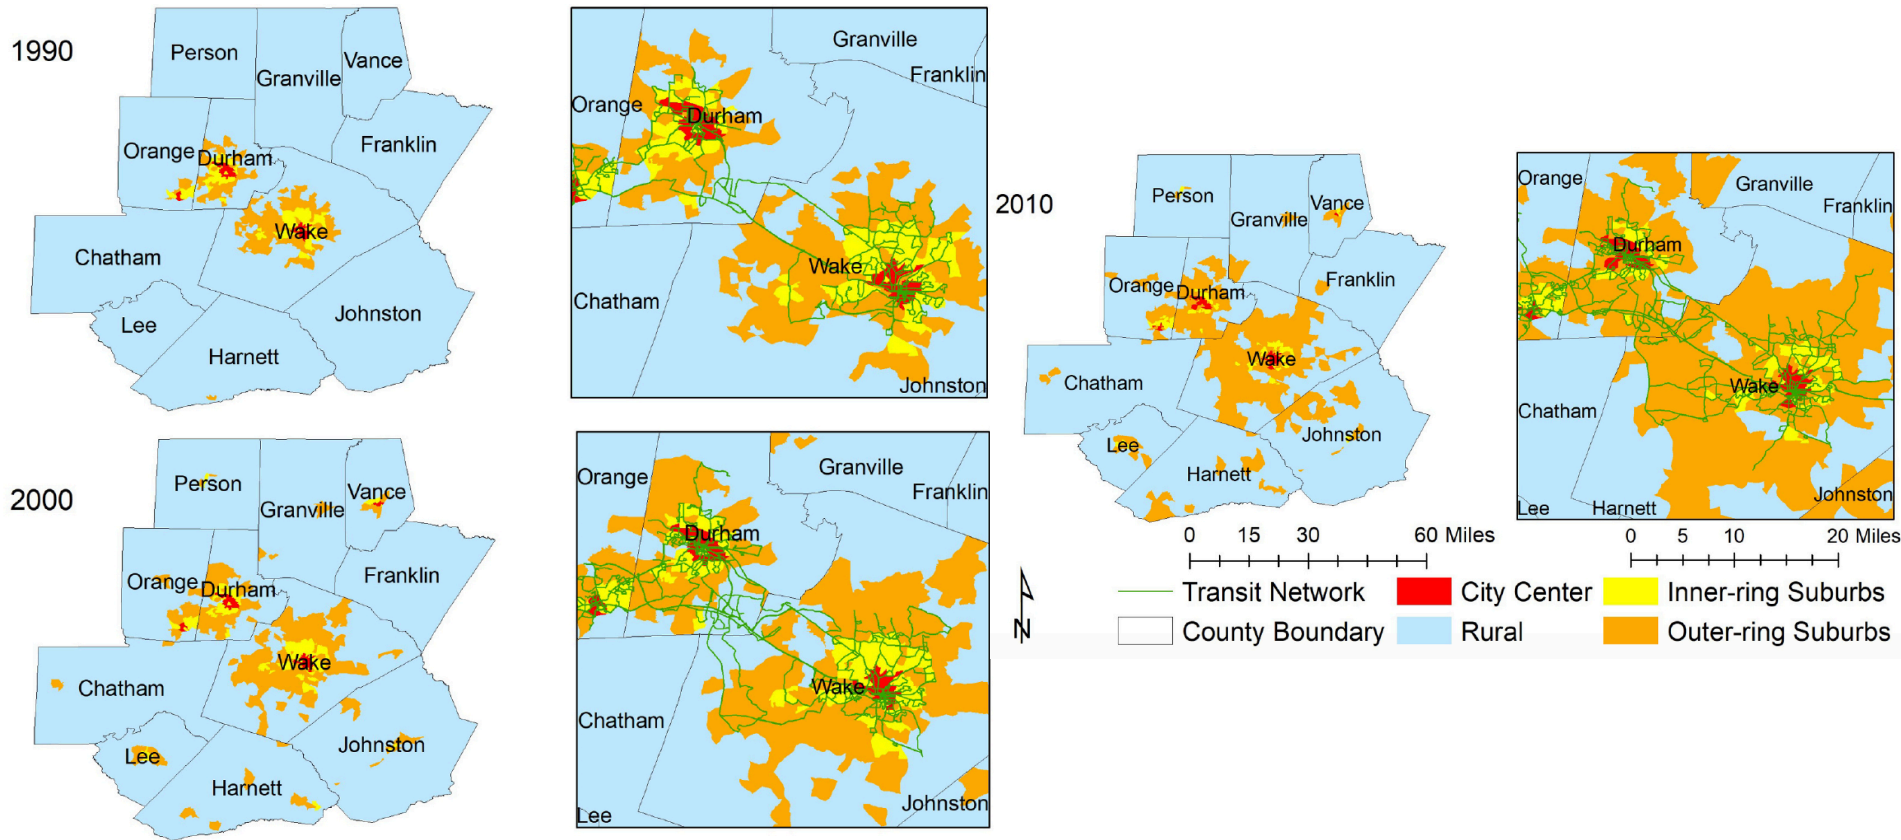 1990
Person
Granville
Vance
Orange
Durham
Franklin
Wake
Chatham
Lee
Harnett
Johnston
Granville
Franklin
Orange
Durham
Wake
Chatham
Johnston
2000
Person
Granville
Vance
Orange
Durham
Franklin
Wake
Chatham
Lee
Harnett
Johnston
Orange
Granville
Franklin
Durham
Wake
Chatham
Johnston
Lee
2010
Person
Granville
Vance
Orange
Durham
Franklin
Wake
Chatham
Lee
Harnett
Johnston
Orange
Granville
Franklin
Durham
Wake
Chatham
Johnston
Lee
Harnett
0 15 30 60 Miles
0 5 10 20 Miles
N
Transit Network
City Center
Inner-ring Suburbs
County Boundary
Rural
Outer-ring Suburbs